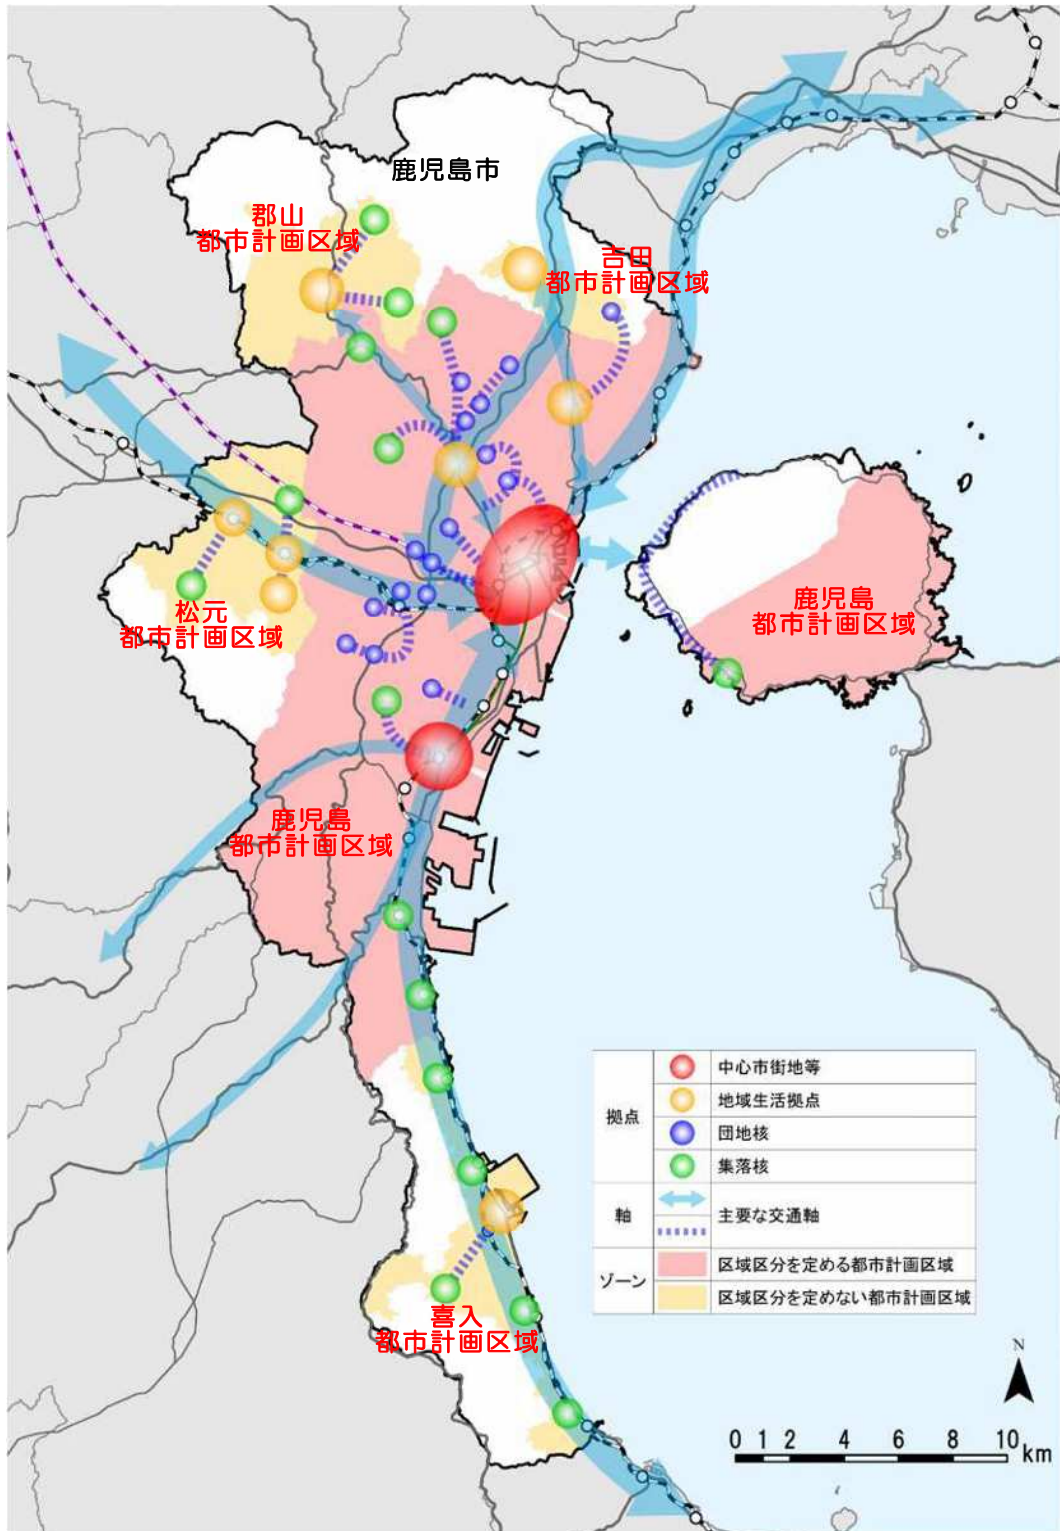 鹿児島市
郡山
都市計画区域
吉田
都市計画区域
松元
都市計画区域
鹿児島
都市計画区域
鹿児島
都市計画区域
喜入
都市計画区域
拠点
中心市街地等
地域生活拠点
団地核
集落核
軸
主要な交通軸
ゾーン
区域区分を定める都市計画区域
区域区分を定めない都市計画区域
N
0 1 2 4 6 8 10 km